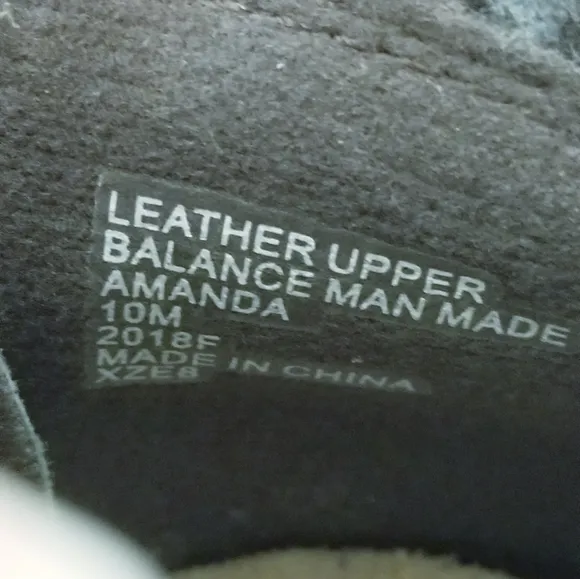 LEATHER UPPER
BALANCE MAN MADE
AMANDA
10M
2018F
MADE IN CHINA
XZE8